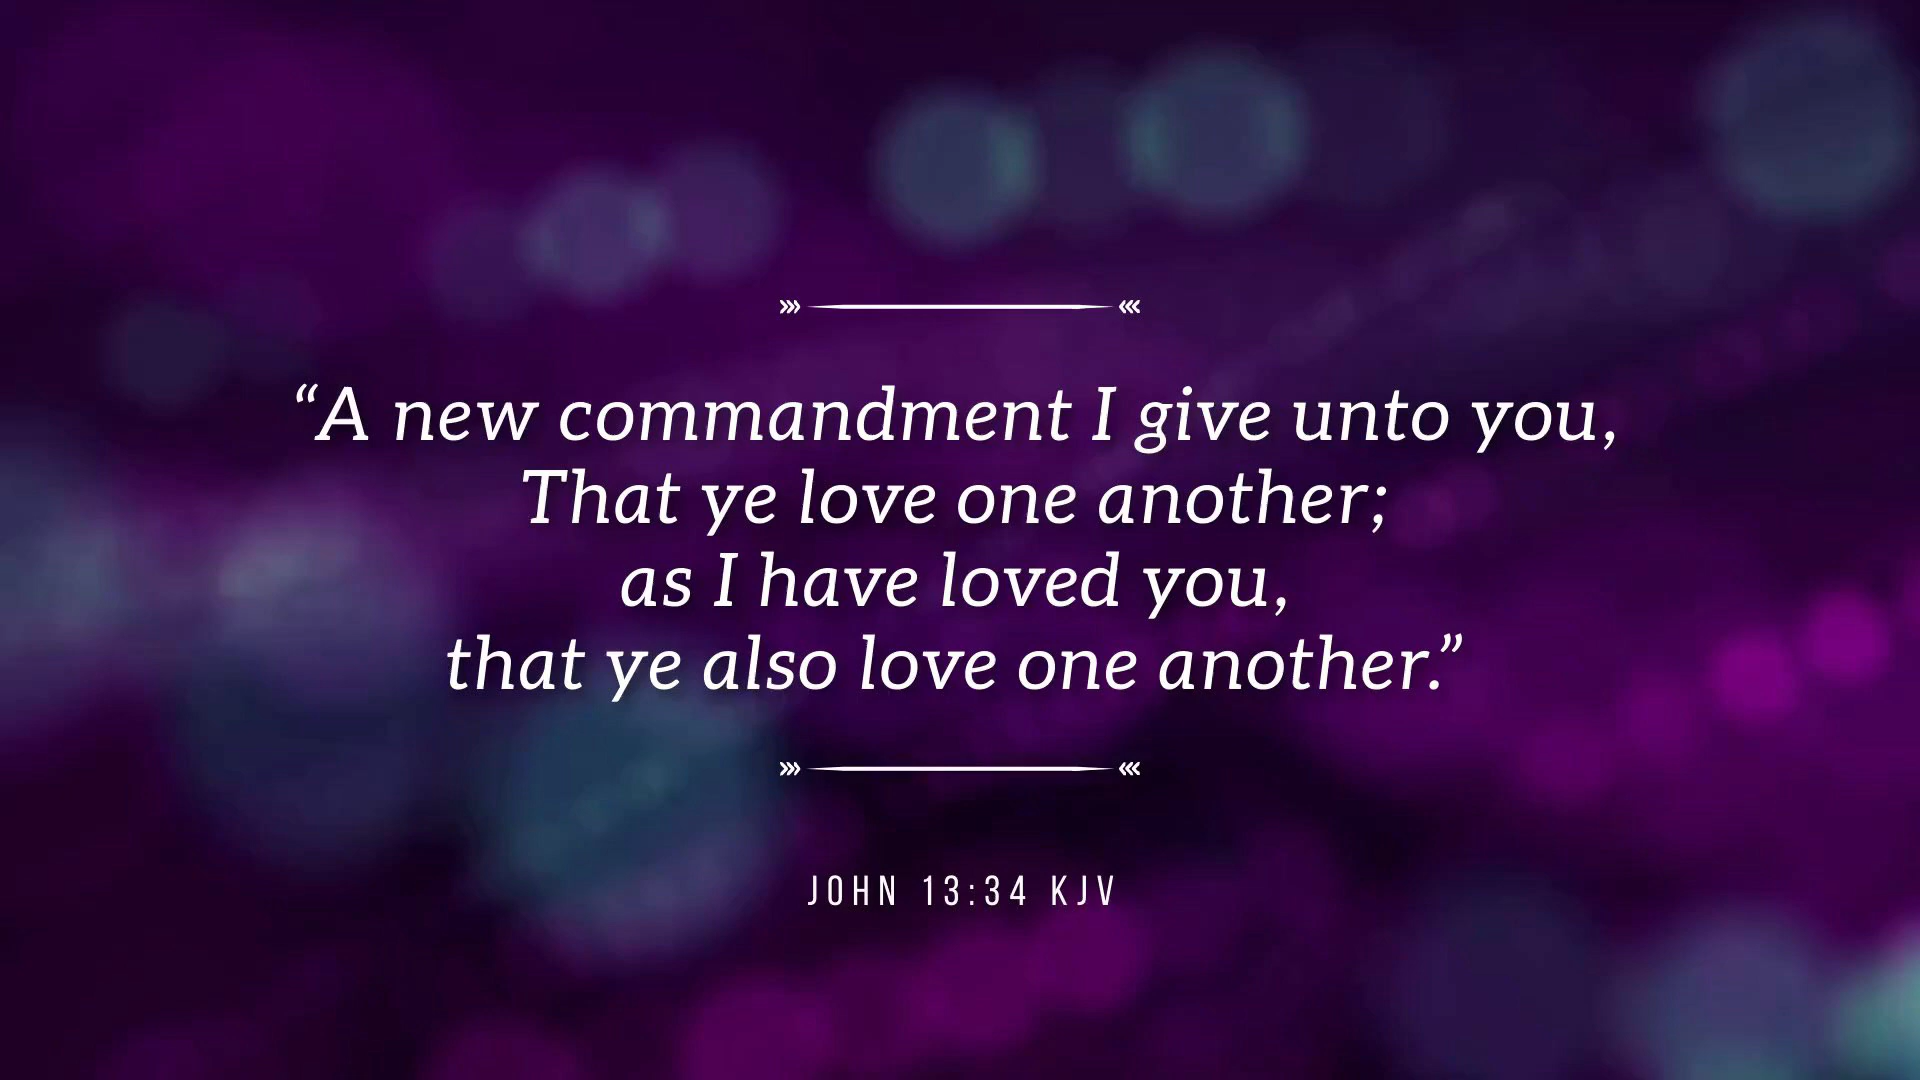 “A new commandment I give unto you,
That ye love one another;
as I have loved you,
that ye also love one another.”
JOHN 13:34 KJV